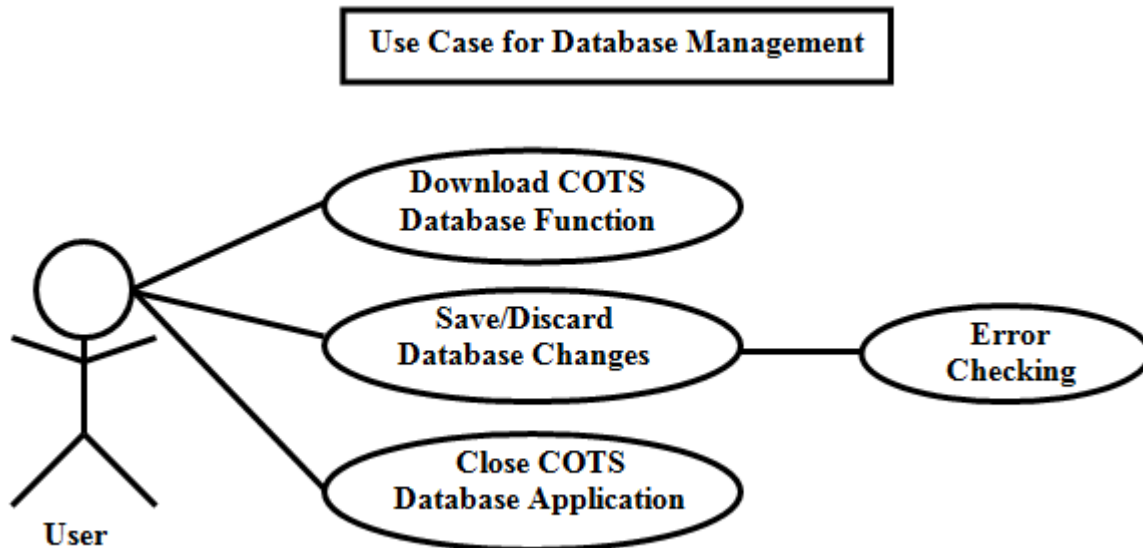 Use Case for Database Management
Download COTS
Database Function
Save/Discard
Database Changes
Error
Checking
Close COTS
Database Application
User